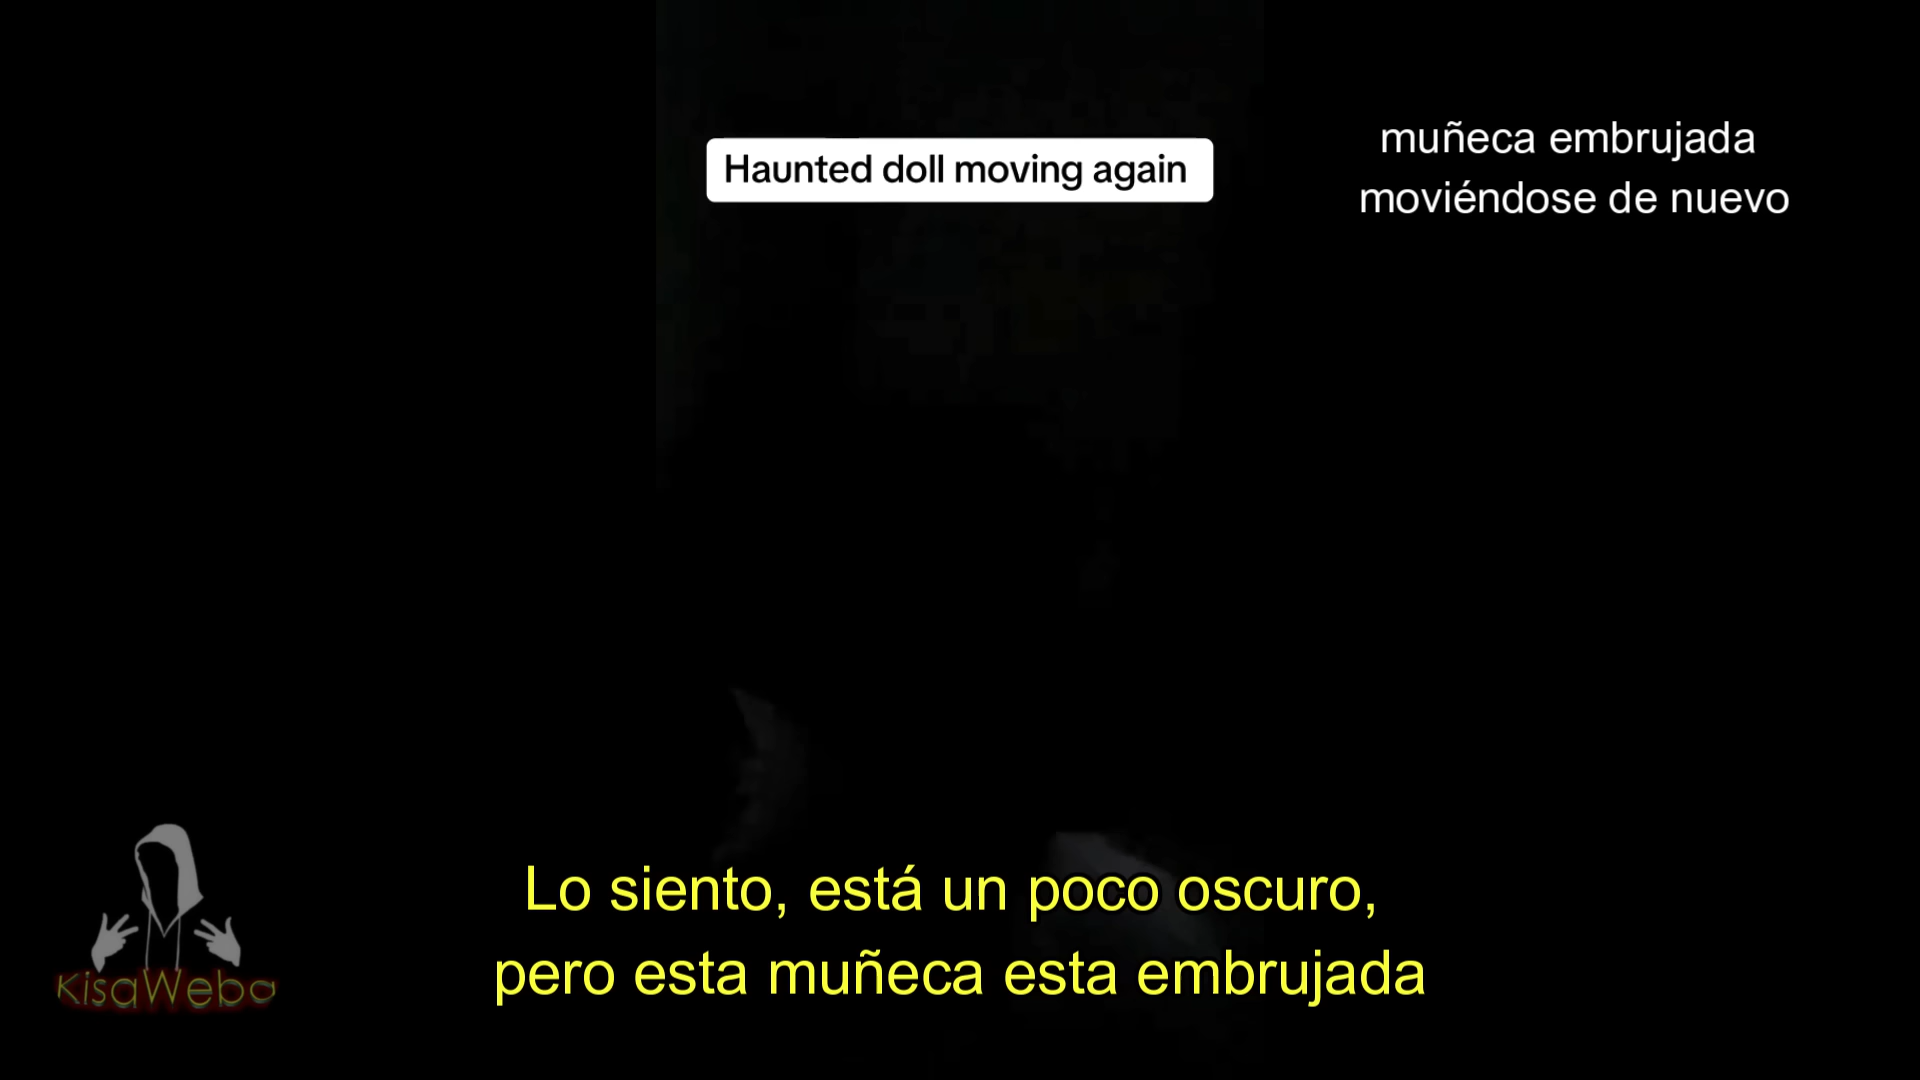 Haunted doll moving again
muñeca embrujada
moviéndose de nuevo
Lo siento, está un poco oscuro,
pero esta muñeca esta embrujada
KisaWebo